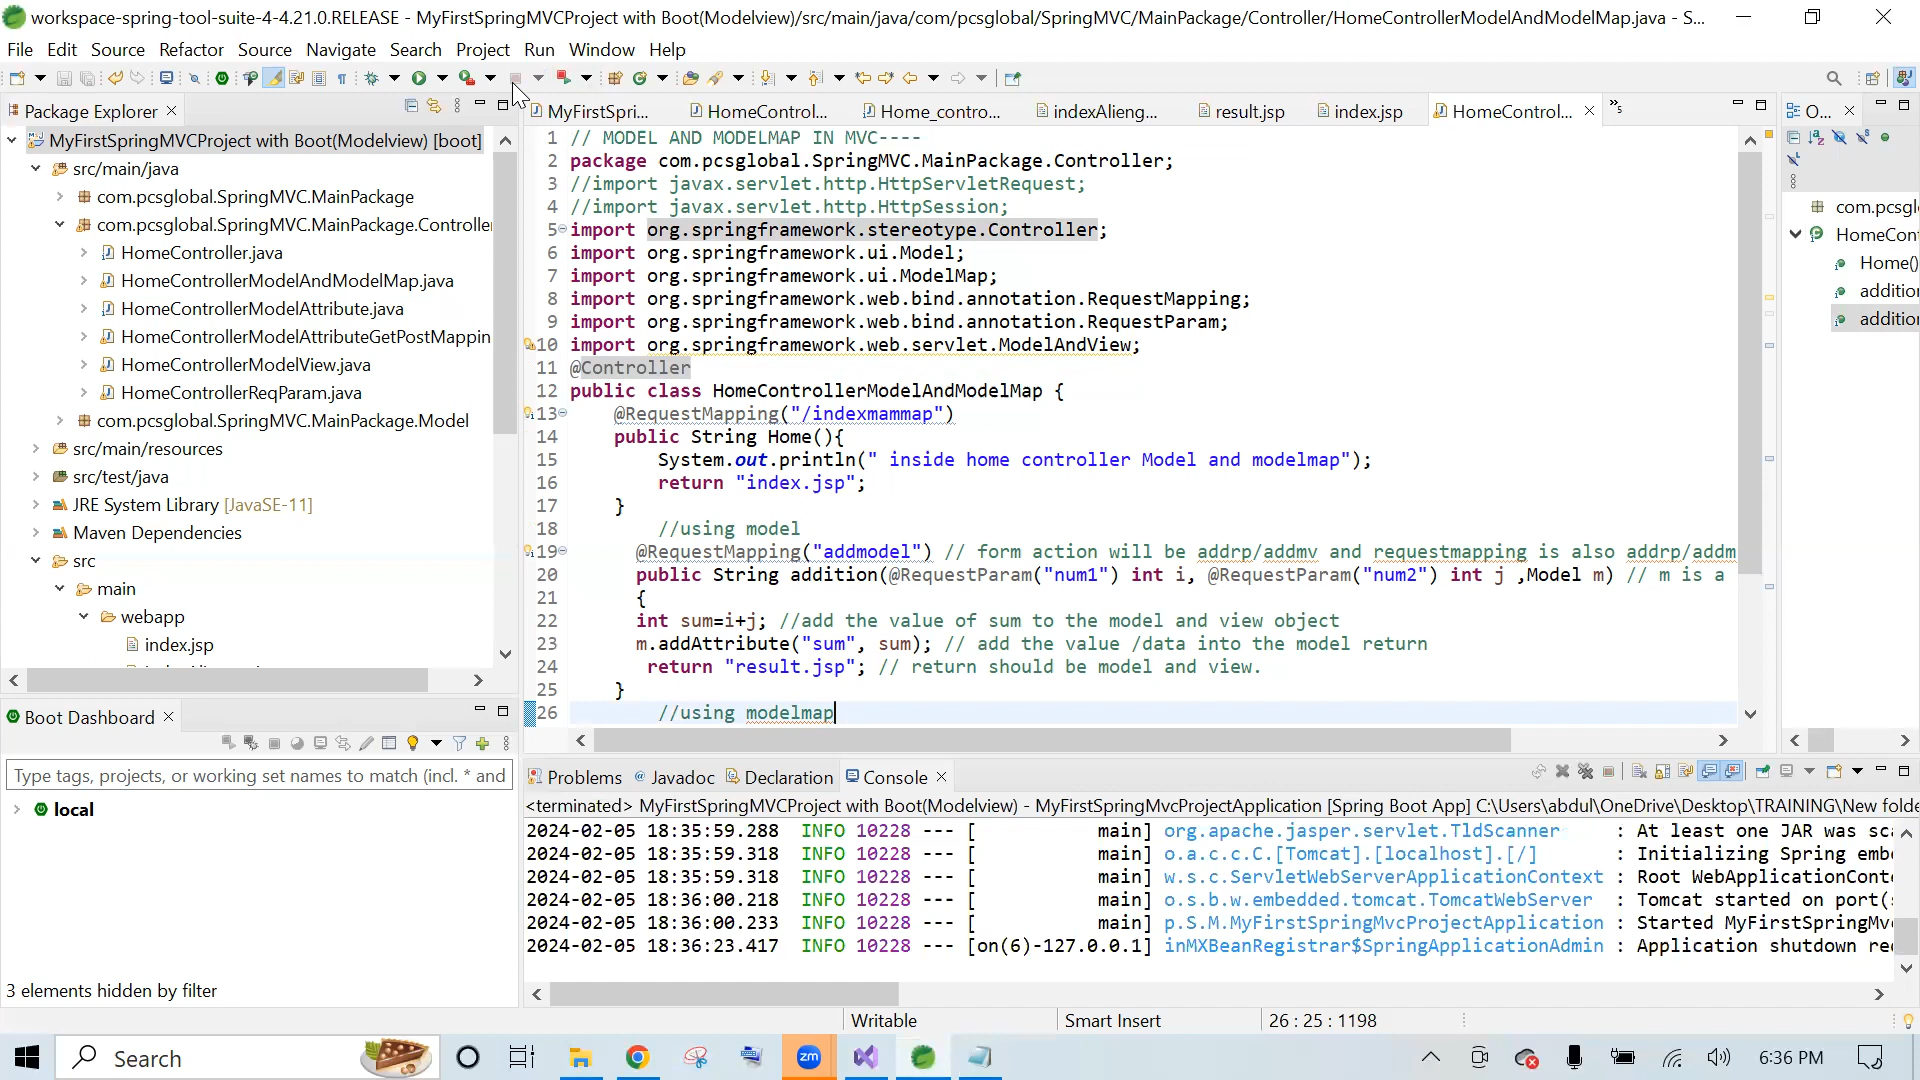 workspace-spring-tool-suite-4-4.21.0.RELEASE - MyFirstSpringMVCProject with Boot(Modelview)/src/main/java/com/pcsglobal/SpringMVC/MainPackage/Controller/HomeControllerModelAndModelMap.java - S...
File Edit Source Refactor Source Navigate Search Project Run Window Help
Package Explorer
MyFirstSpri... HomeControl... Home_contro... indexAlieng... result.jsp index.jsp HomeControl... »5
O...
MyFirstSpringMVCProject with Boot(Modelview) [boot]
src/main/java
com.pcsglobal.SpringMVC.MainPackage
com.pcsglobal.SpringMVC.MainPackage.Controller
HomeController.java
HomeControllerModelAndModelMap.java
HomeControllerModelAttribute.java
HomeControllerModelAttributeGetPostMappin
HomeControllerModelView.java
HomeControllerReqParam.java
com.pcsglobal.SpringMVC.MainPackage.Model
src/main/resources
src/test/java
JRE System Library [JavaSE-11]
Maven Dependencies
src
main
webapp
index.jsp
1 // MODEL AND MODELMAP IN MVC----
2 package com.pcsglobal.SpringMVC.MainPackage.Controller;
3 //import javax.servlet.http.HttpServletRequest;
4 //import javax.servlet.http.HttpSession;
5 import org.springframework.stereotype.Controller;
6 import org.springframework.ui.Model;
7 import org.springframework.ui.ModelMap;
8 import org.springframework.web.bind.annotation.RequestMapping;
9 import org.springframework.web.bind.annotation.RequestParam;
10 import org.springframework.web.servlet.ModelAndView;
11 @Controller
12 public class HomeControllerModelAndModelMap {
13 @RequestMapping("/indexmammap")
14 public String Home(){
15 System.out.println(" inside home controller Model and modelmap");
16 return "index.jsp";
17 }
18 //using model
19 @RequestMapping("addmodel") // form action will be addrp/addmv and requestmapping is also addrp/addm
20 public String addition(@RequestParam("num1") int i, @RequestParam("num2") int j ,Model m) // m is a
21 {
22 int sum=i+j; //add the value of sum to the model and view object
23 m.addAttribute("sum", sum); // add the value /data into the model return
24 return "result.jsp"; // return should be model and view.
25 }
26 //using modelmap
com.pcsgl
HomeCont
Home()
additio
additio
Boot Dashboard
Type tags, projects, or working set names to match (incl. * and
local
3 elements hidden by filter
Problems @ Javadoc Declaration Console
<terminated> MyFirstSpringMVCProject with Boot(Modelview) - MyFirstSpringMvcProjectApplication [Spring Boot App] C:\Users\abdul\OneDrive\Desktop\TRAINING\New folde
2024-02-05 18:35:59.288 INFO 10228 --- [ main] org.apache.jasper.servlet.TldScanner : At least one JAR was sca
2024-02-05 18:35:59.318 INFO 10228 --- [ main] o.a.c.c.C.[Tomcat].[localhost].[/] : Initializing Spring emb
2024-02-05 18:35:59.318 INFO 10228 --- [ main] w.s.c.ServletWebServerApplicationContext : Root WebApplicationCont
2024-02-05 18:36:00.218 INFO 10228 --- [ main] o.s.b.w.embedded.tomcat.TomcatWebServer : Tomcat started on port(s
2024-02-05 18:36:00.233 INFO 10228 --- [ main] p.S.M.MyFirstSpringMvcProjectApplication : Started MyFirstSpringMv
2024-02-05 18:36:23.417 INFO 10228 --- [on(6)-127.0.0.1] inMXBeanRegistrar$SpringApplicationAdmin : Application shutdown re
Writable Smart Insert 26 : 25 : 1198
Search zm 6:36 PM